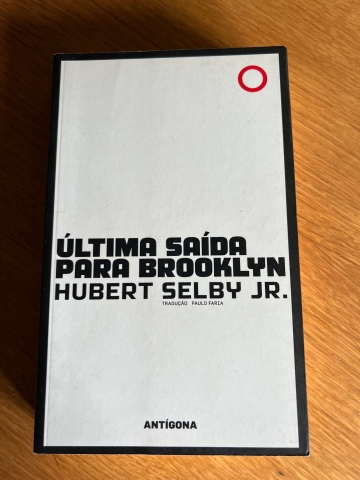 ÚLTIMA SAÍDA
PARA BROOKLYN
HUBERT SELBY JR.
TRADUÇÃO PAULO FARIA
ANTÍGONA